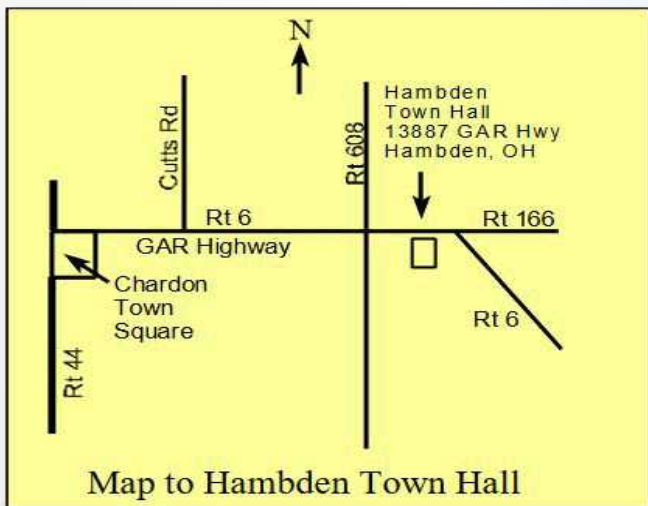 N
Hambden
Town Hall
13887 GAR Hwy
Hambden, OH
Cutts Rd
Rt 608
Rt 6
Rt 166
GAR Highway
Chardon
Town
Square
Rt 6
Rt 44
Map to Hambden Town Hall